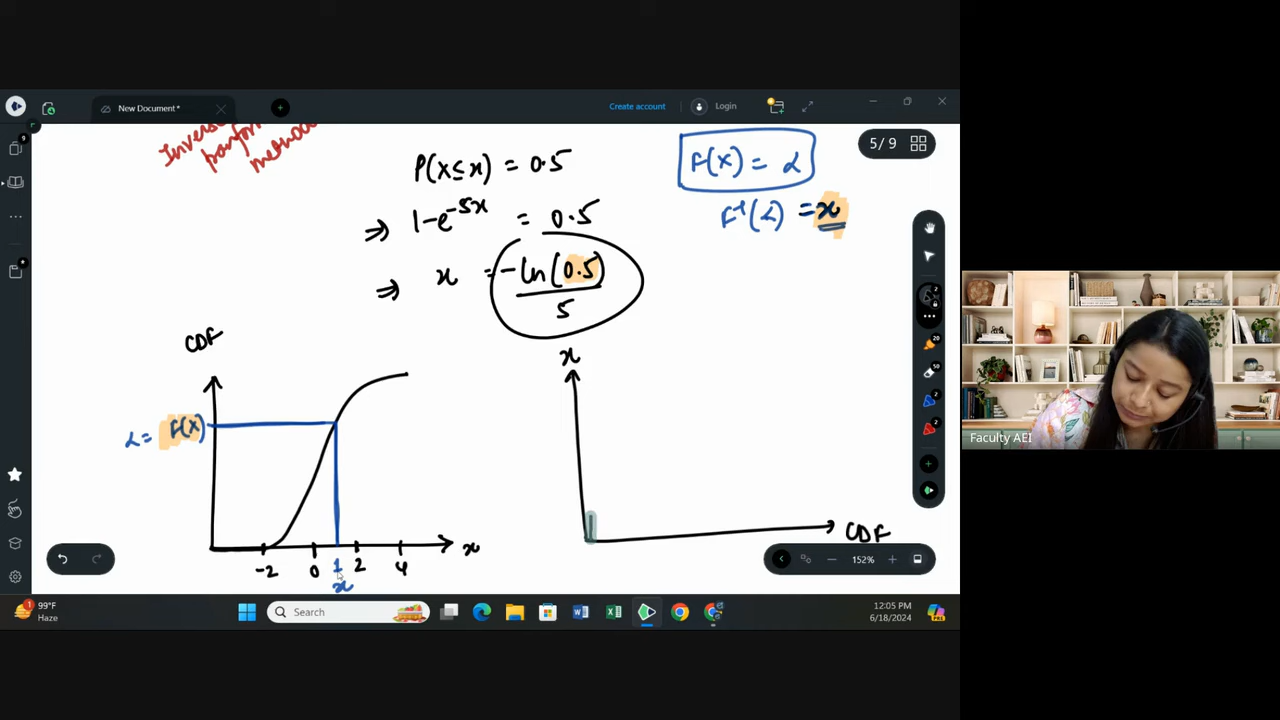 New Document*
Create account
Login
Inverse
tranform
method
P(X≤x) = 0.5
⇒ 1-e^-5x = 0.5
⇒ x = -ln(0.5)
5
F(x) = α
F^-1(α) = x
5 / 9
CDF
α = F(x)
-2 0 1 2 4
x
x
x
CDF
152%
Faculty AEI
99°F
Haze
Search
12:05 PM
6/18/2024